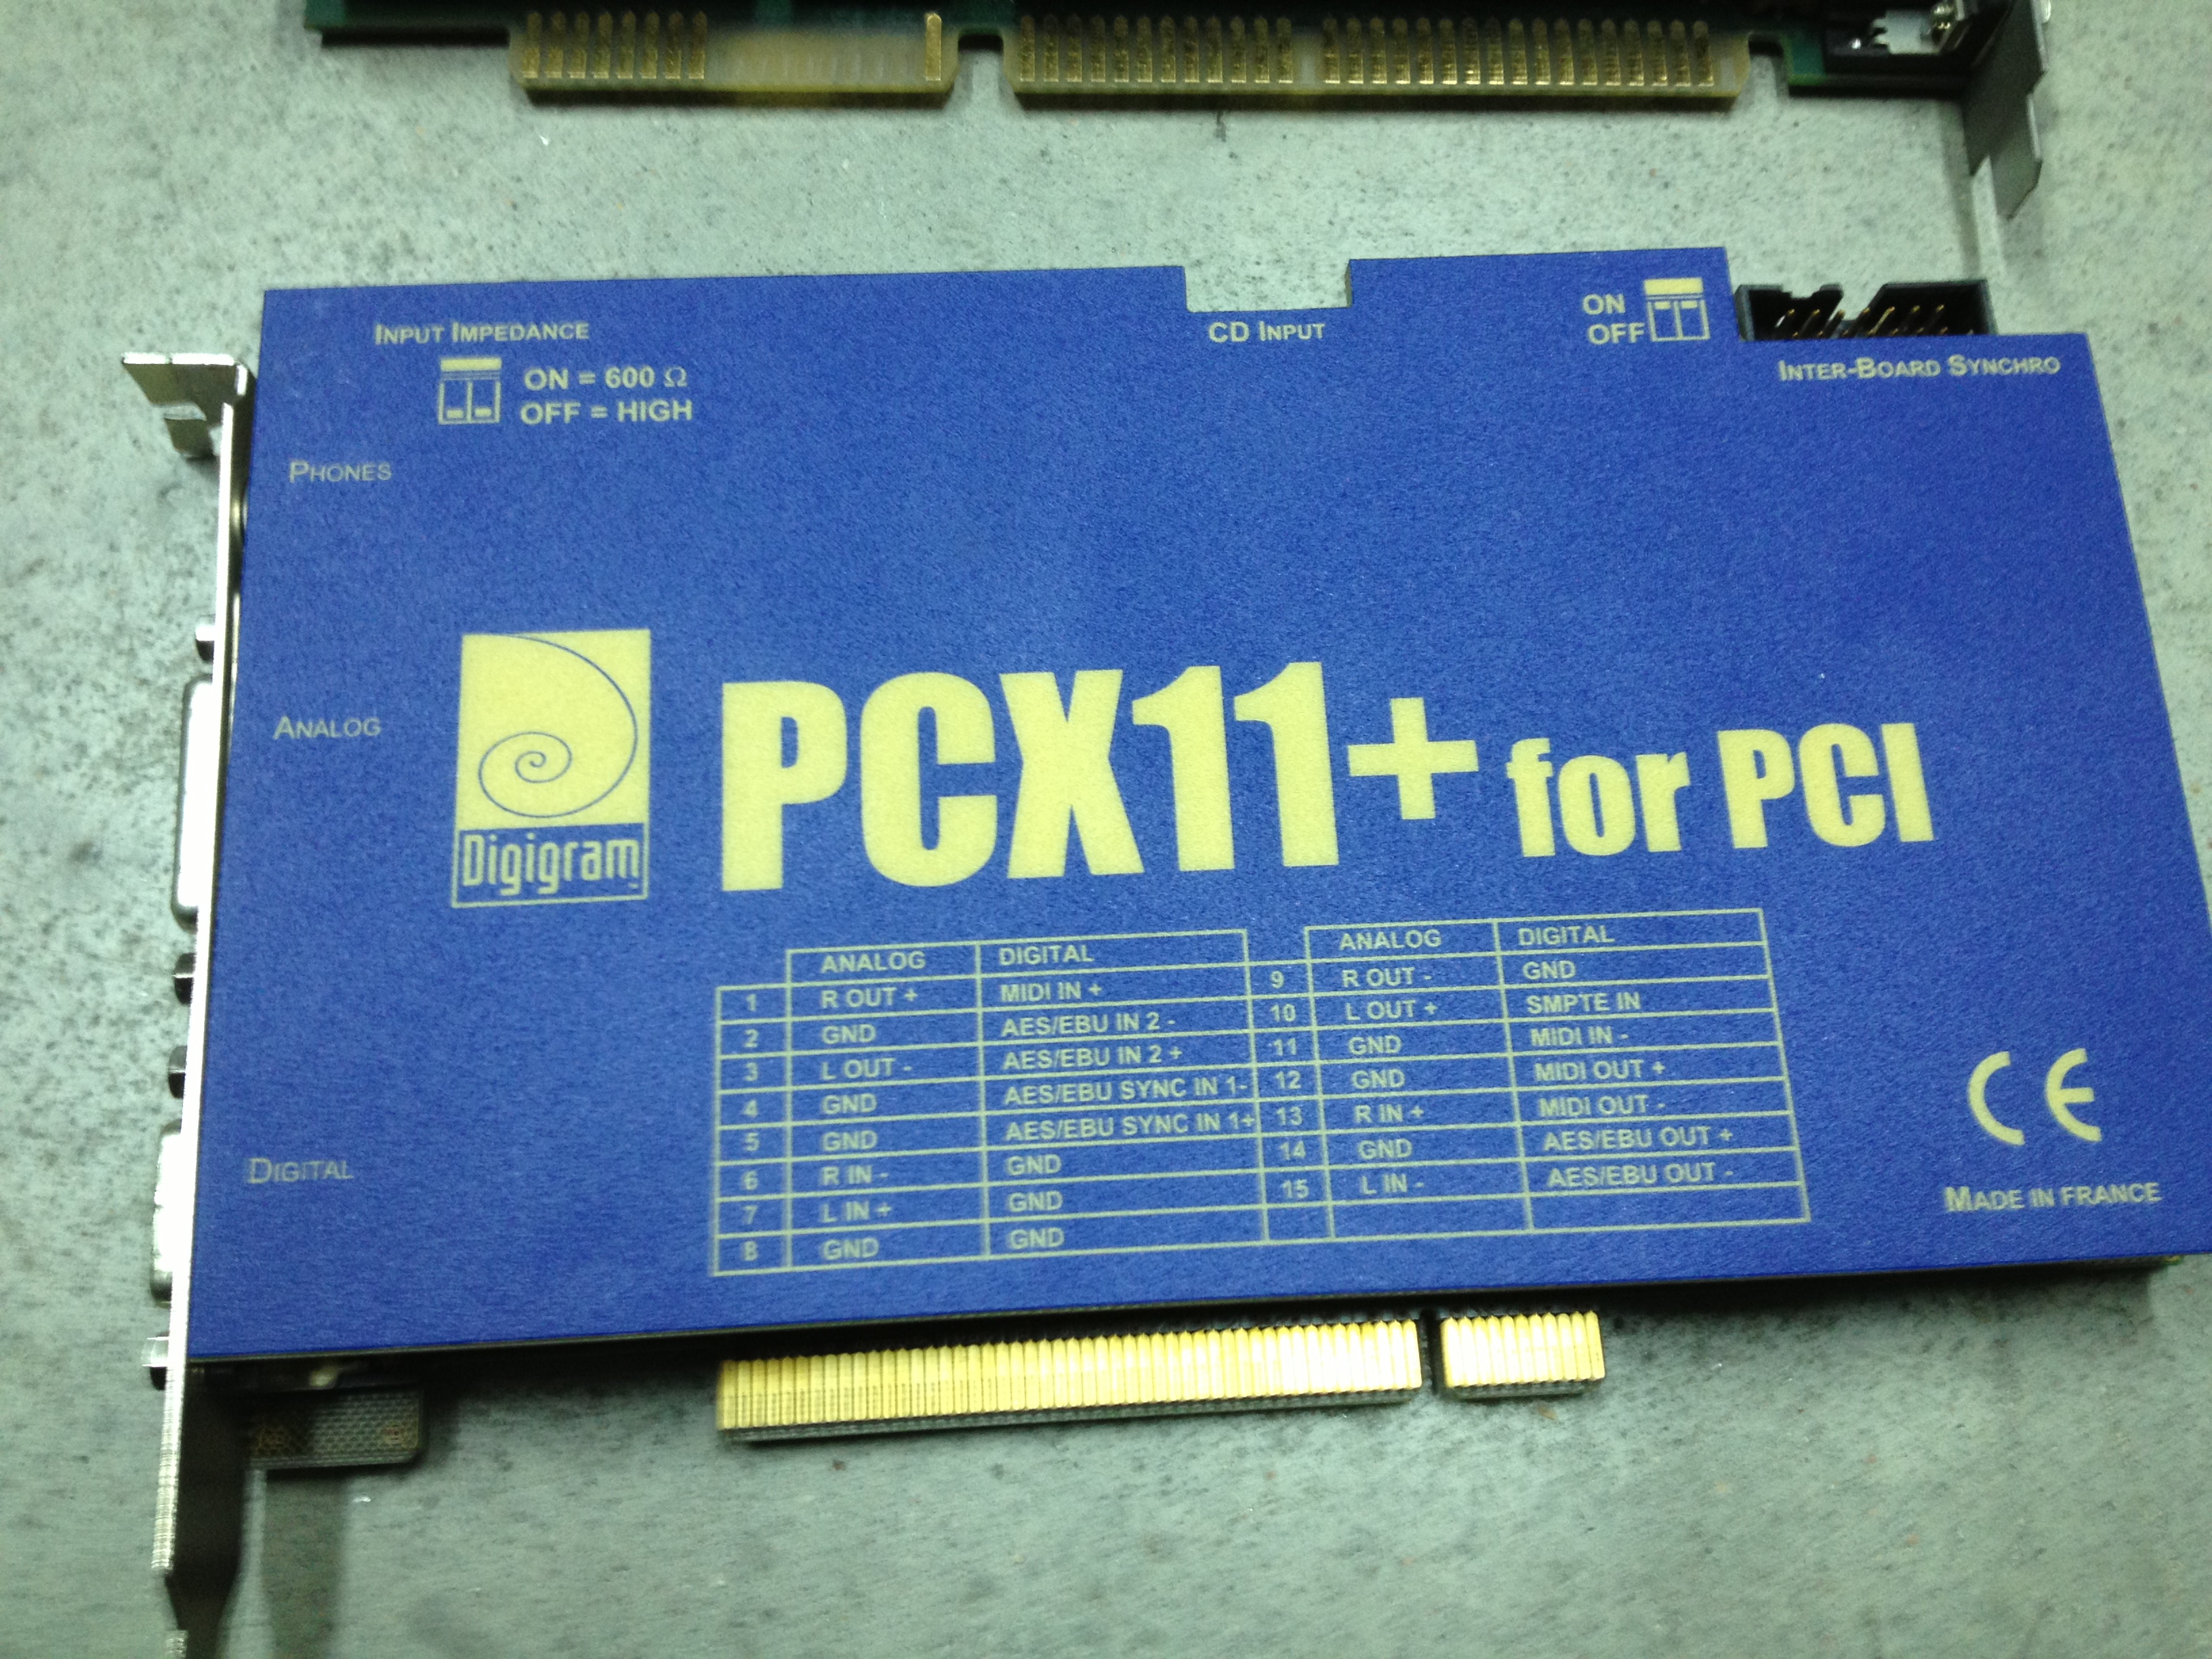 INPUT IMPEDANCE
ON = 600 Ω
OFF = HIGH
CD INPUT
ON
OFF
INTER-BOARD SYNCHRO
PHONES
ANALOG
Digigram™
PCX11+ for PCI
ANALOG DIGITAL
1 R OUT + MIDI IN +
2 GND AES/EBU IN 2 -
3 L OUT - AES/EBU IN 2 +
4 GND AES/EBU SYNC IN 1-
5 GND AES/EBU SYNC IN 1+
6 R IN - GND
7 L IN + GND
8 GND GND
ANALOG DIGITAL
9 R OUT - GND
10 L OUT + SMPTE IN
11 GND MIDI IN -
12 GND MIDI OUT +
13 R IN + MIDI OUT -
14 GND AES/EBU OUT +
15 L IN - AES/EBU OUT -
DIGITAL
CE
MADE IN FRANCE